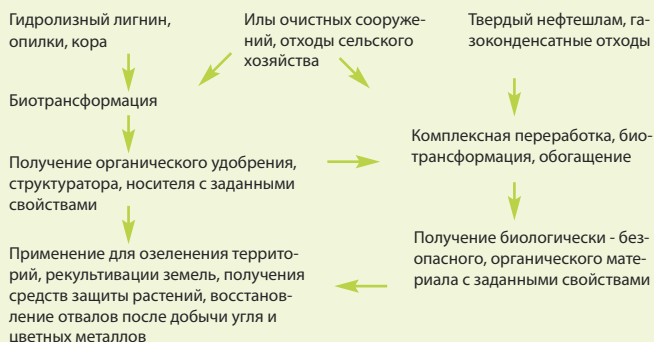 Гидролизный лигнин,
опилки, кора
Илы очистных сооруже-
ний, отходы сельского
хозяйства
Твердый нефтешлам, га-
зоконденсатные отходы
Биотрансформация
Комплексная переработка, био-
трансформация, обогащение
Получение органического удобрения,
структуратора, носителя с заданными
свойствами
Получение биологически - без-
опасного, органического мате-
риала с заданными свойствами
Применение для озеленения террито-
рий, рекультивации земель, получения
средств защиты растений, восстанов-
ление отвалов после добычи угля и
цветных металлов